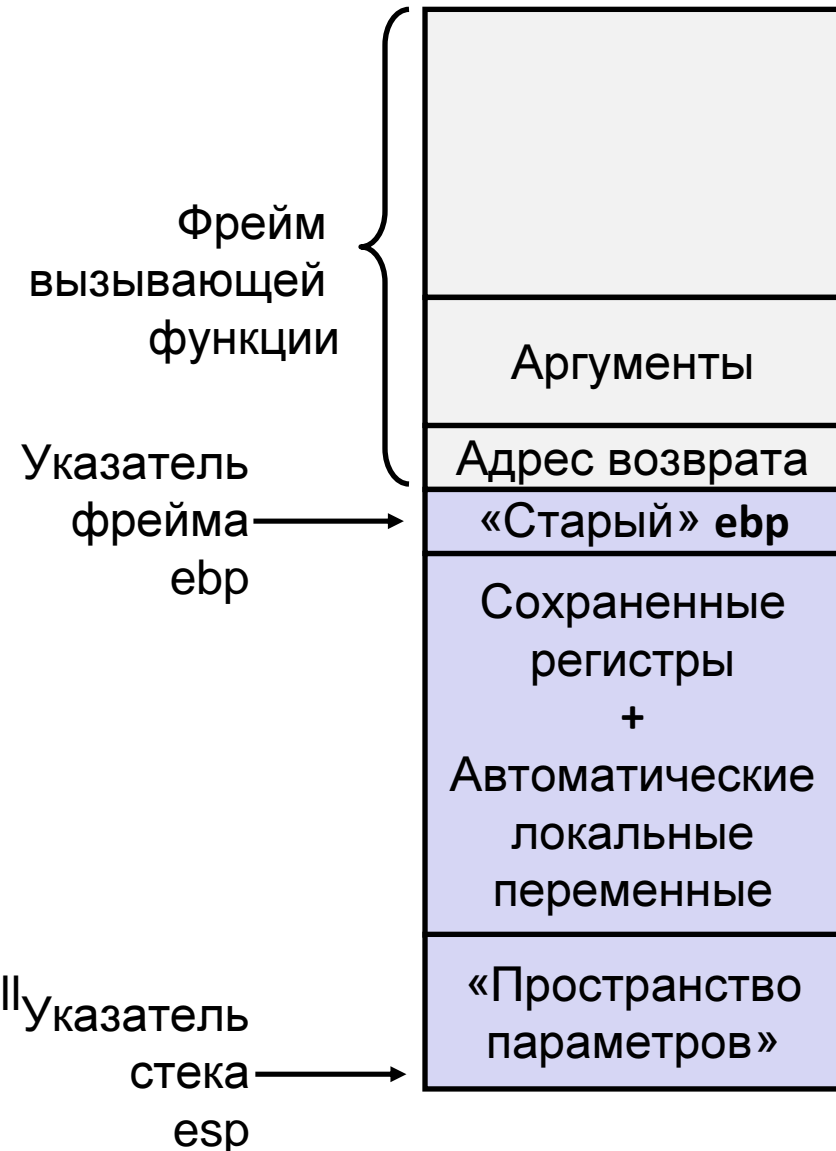 Фрейм
вызывающей
функции
Аргументы
Адрес возврата
Указатель
фрейма
ebp
«Старый» ebp
Сохраненные
регистры
+
Автоматические
локальные
переменные
«Пространство
параметров»
ll
Указатель
стека
esp